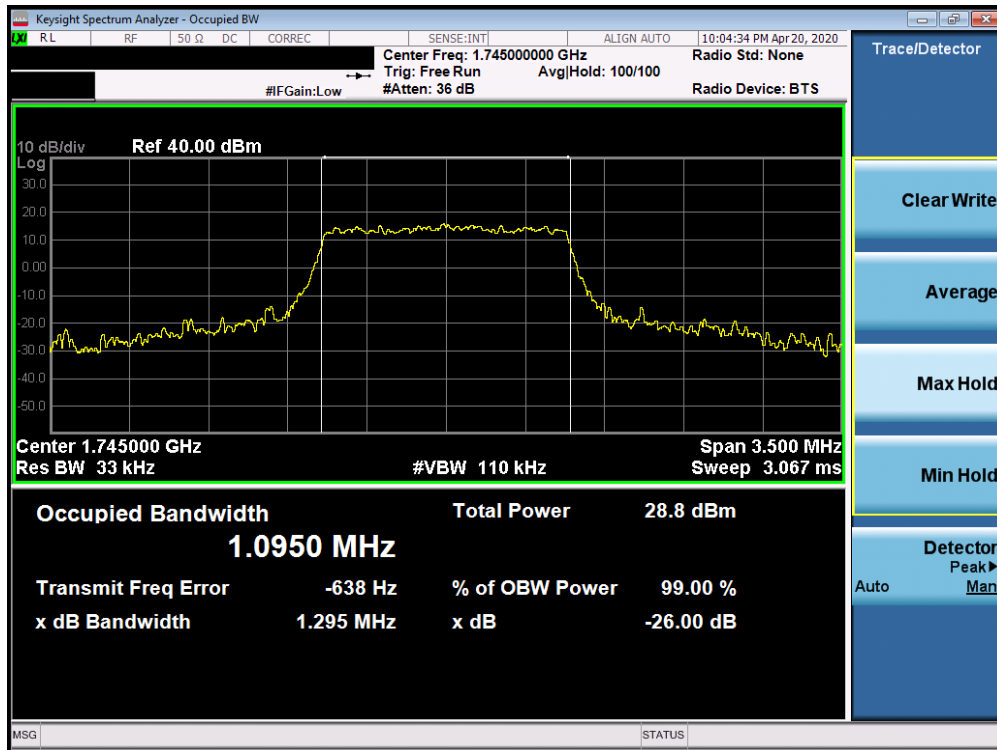 Keysight Spectrum Analyzer - Occupied BW
LXI RL RF 50 Ω DC CORREC SENSE:INT ALIGN AUTO 10:04:34 PM Apr 20, 2020
Center Freq: 1.745000000 GHz Radio Std: None
Trig: Free Run Avg|Hold: 100/100
#IFGain:Low #Atten: 36 dB Radio Device: BTS
10 dB/div Ref 40.00 dBm
Log
30.0
20.0
10.0
0.00
-10.0
-20.0
-30.0
-40.0
-50.0
Center 1.745000 GHz Span 3.500 MHz
Res BW 33 kHz #VBW 110 kHz Sweep 3.067 ms
Occupied Bandwidth Total Power 28.8 dBm
1.0950 MHz
Transmit Freq Error -638 Hz % of OBW Power 99.00 %
x dB Bandwidth 1.295 MHz x dB -26.00 dB
MSG STATUS
Trace/Detector
Clear Write
Average
Max Hold
Min Hold
Detector
Peak▶
Auto Man